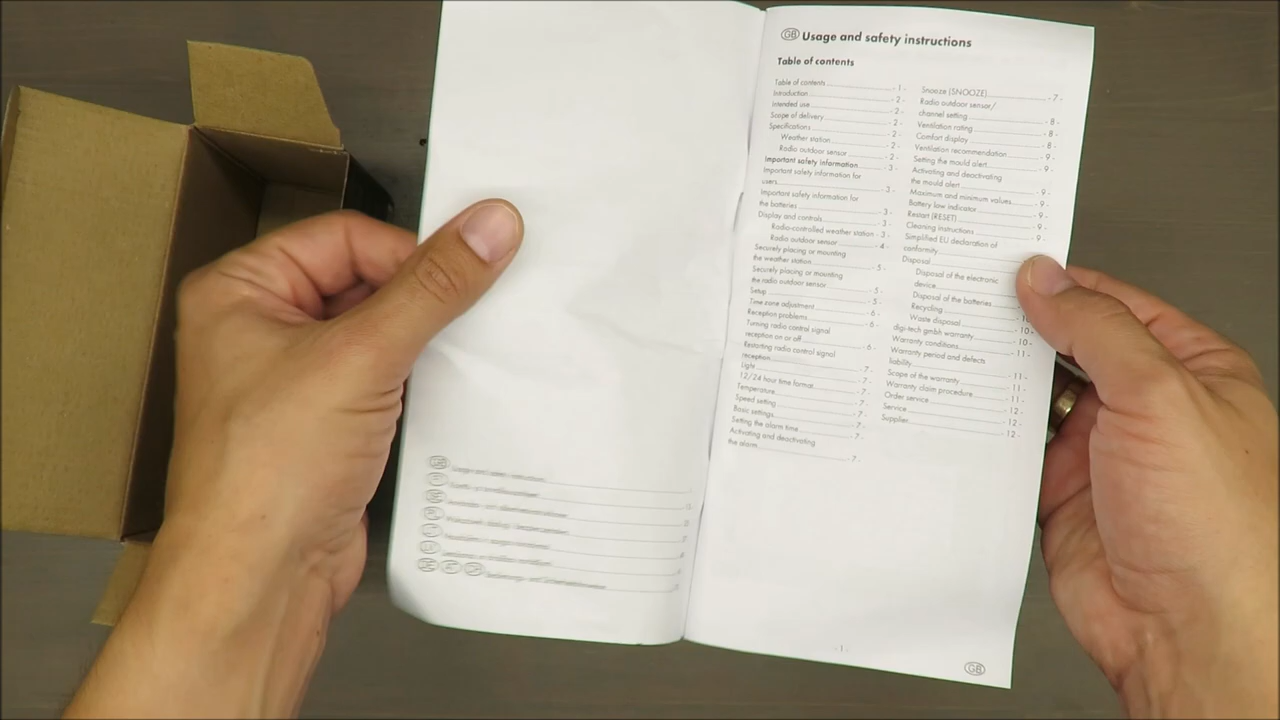 GB Usage and safety instructions
Table of contents
Table of contents - 1 -
Introduction - 2 -
Intended use - 2 -
Scope of delivery - 2 -
Specifications - 2 -
Weather station - 2 -
Radio outdoor sensor - 2 -
Important safety information - 3 -
Important safety information for
users - 3 -
Important safety information for
the batteries - 3 -
Display and controls - 3 -
Radio-controlled weather station - 3 -
Radio outdoor sensor - 4 -
Securely placing or mounting
the weather station - 5 -
Securely placing or mounting
the radio outdoor sensor - 5 -
Setup - 5 -
Time zone adjustment - 6 -
Reception problems - 6 -
Turning radio control signal
reception on or off - 6 -
Restarting radio control signal
reception - 7 -
Light - 7 -
12/24 hour time format - 7 -
Temperature - 7 -
Speed setting - 7 -
Basic settings - 7 -
Setting the alarm time - 7 -
Activating and deactivating
the alarm - 7 -
Snooze (SNOOZE) - 7 -
Radio outdoor sensor/
channel setting - 8 -
Ventilation rating - 8 -
Comfort display - 8 -
Ventilation recommendation - 9 -
Setting the mould alert - 9 -
Activating and deactivating
the mould alert - 9 -
Maximum and minimum values - 9 -
Battery low indicator - 9 -
Restart (RESET) - 9 -
Cleaning instructions - 9 -
Simplified EU declaration of
conformity
Disposal
Disposal of the electronic
device
Disposal of the batteries
Recycling
Waste disposal - 10 -
digi-tech gmbh warranty - 10 -
Warranty conditions - 11 -
Warranty period and defects
liability - 11 -
Scope of the warranty - 11 -
Warranty claim procedure - 11 -
Order service - 12 -
Service - 12 -
Supplier - 12 -
- 1 -
GB